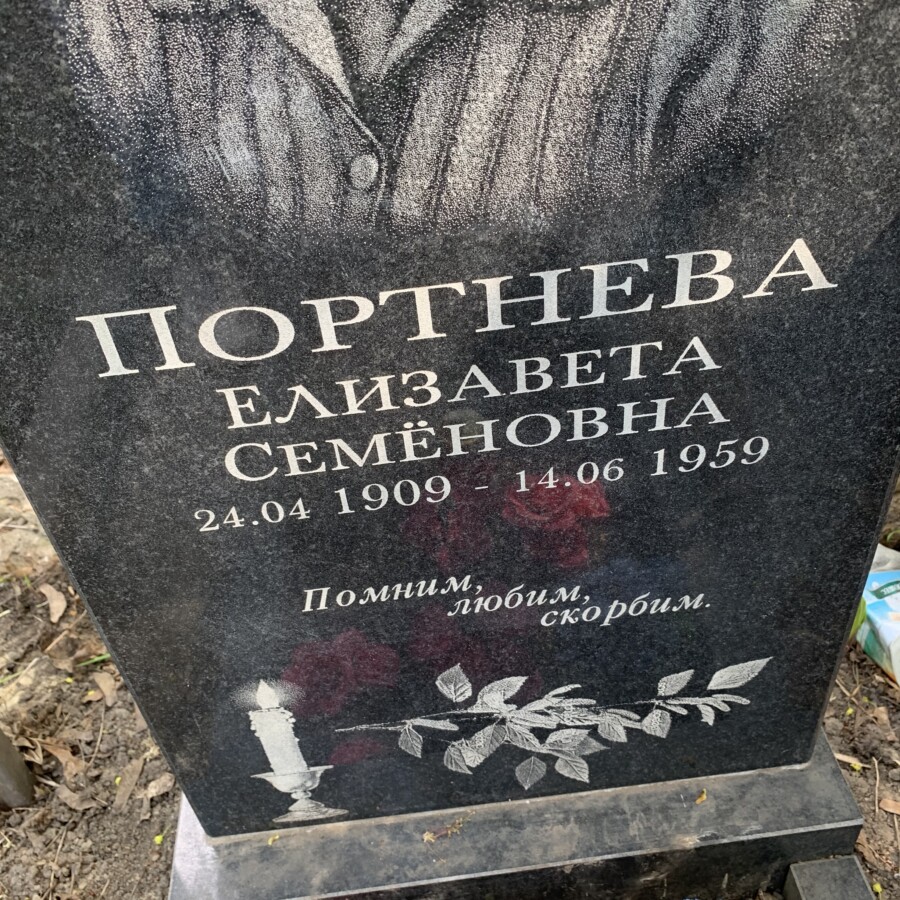 ПОРТНЕВА
ЕЛИЗАВЕТА
СЕМЁНОВНА
24.04 1909 - 14.06 1959
Помним,
любим,
скорбим.